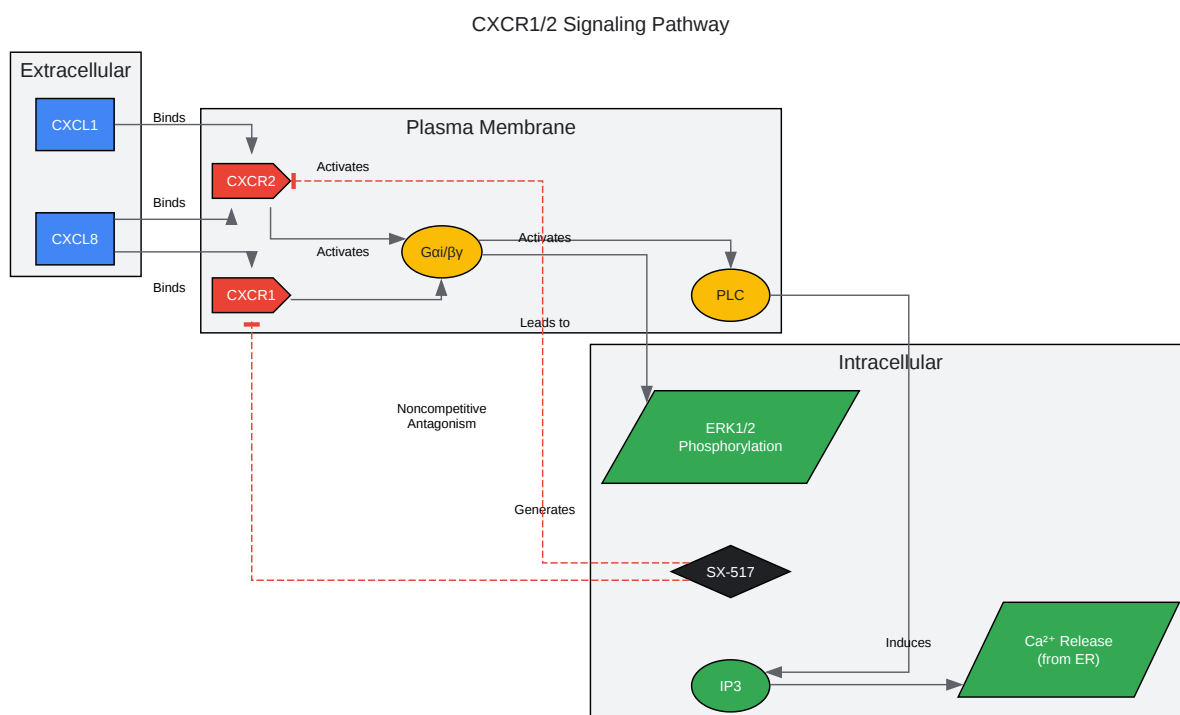 CXCR1/2 Signaling Pathway
Extracellular
CXCL1
Binds
Plasma Membrane
CXCR2
Activates
Binds
CXCL8
Activates
Gαi/βγ
Activates
Binds
CXCR1
PLC
Leads to
Intracellular
Noncompetitive
Antagonism
ERK1/2
Phosphorylation
Generates
SX-517
Induces
Ca²⁺ Release
(from ER)
IP3